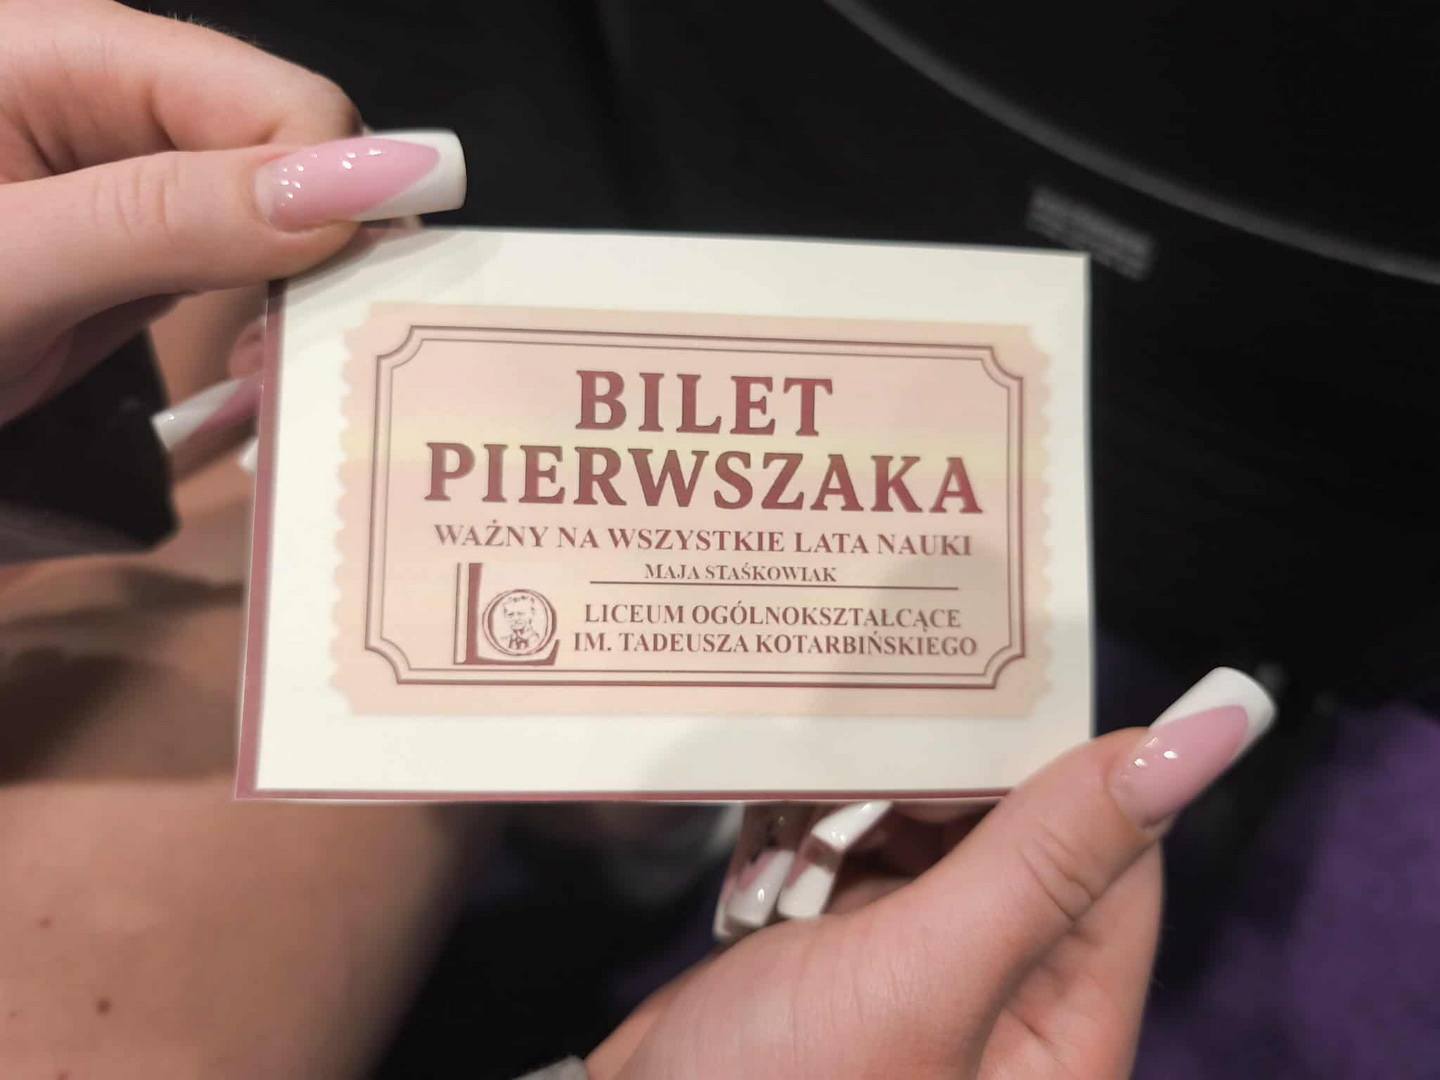 BILET
PIERWSZAKA
WAŻNY NA WSZYSTKIE LATA NAUKI
MAJA STAŚKOWIAK
LICEUM OGÓLNOKSZTAŁCĄCE
IM. TADEUSZA KOTARBIŃSKIEGO